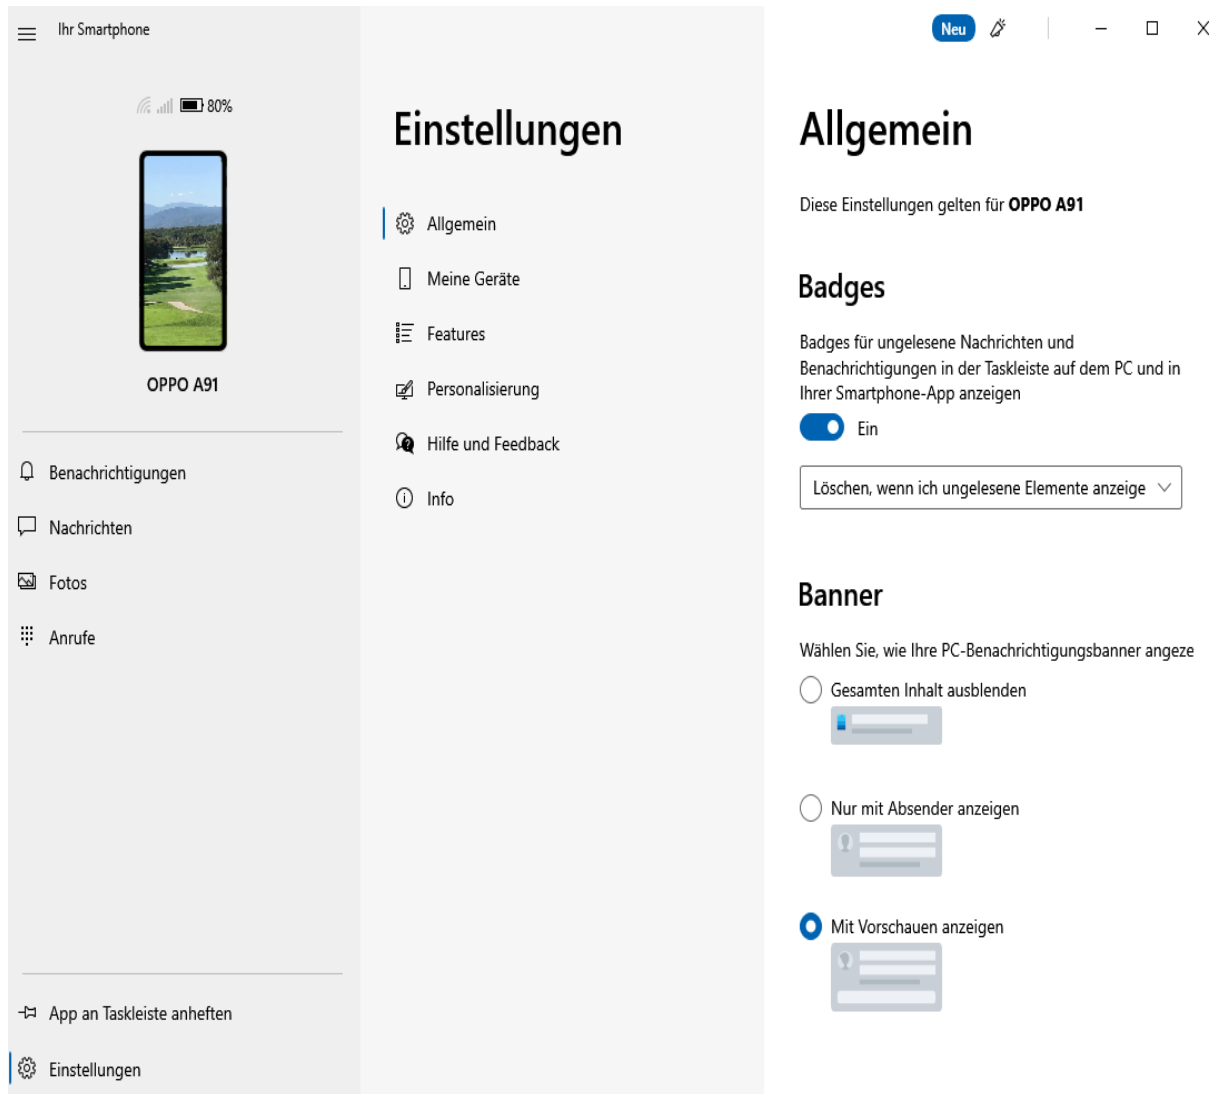 Ihr Smartphone
80%
OPPO A91
Benachrichtigungen
Nachrichten
Fotos
Anrufe
App an Taskleiste anheften
Einstellungen
Einstellungen
Allgemein
Meine Geräte
Features
Personalisierung
Hilfe und Feedback
Info
Neu
Allgemein
Diese Einstellungen gelten für OPPO A91
Badges
Badges für ungelesene Nachrichten und
Benachrichtigungen in der Taskleiste auf dem PC und in
Ihrer Smartphone-App anzeigen
Ein
Löschen, wenn ich ungelesene Elemente anzeige
Banner
Wählen Sie, wie Ihre PC-Benachrichtigungsbanner angeze
Gesamten Inhalt ausblenden
Nur mit Absender anzeigen
Mit Vorschauen anzeigen